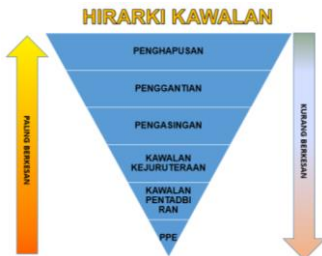 HIRARKI KAWALAN
PENGHAPUSAN
PENGGANTIAN
PENGASINGAN
KAWALAN
KEJURUTERAAN
KAWALAN
PENTADBI
RAN
PPE
PALING BERKESAN
KURANG BERKESAN